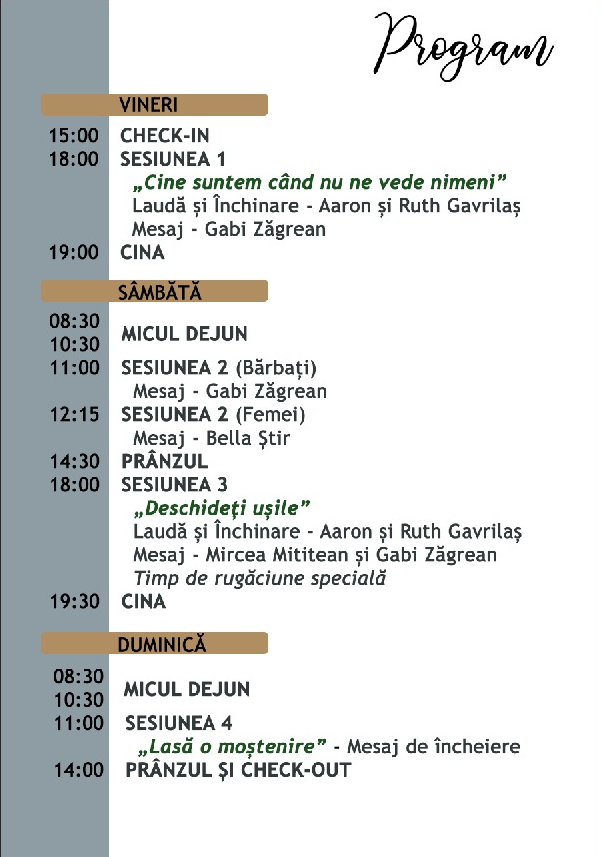 Program
VINERI
15:00 CHECK-IN
18:00 SESIUNEA 1
„Cine suntem când nu ne vede nimeni”
Laudă și Închinare - Aaron și Ruth Gavrilaș
Mesaj - Gabi Zăgrean
19:00 CINA
SÂMBĂTĂ
08:30
10:30 MICUL DEJUN
11:00 SESIUNEA 2 (Bărbați)
Mesaj - Gabi Zăgrean
12:15 SESIUNEA 2 (Femei)
Mesaj - Bella Știr
14:30 PRÂNZUL
18:00 SESIUNEA 3
„Deschideți ușile”
Laudă și Închinare - Aaron și Ruth Gavrilaș
Mesaj - Mircea Mititean și Gabi Zăgrean
Timp de rugăciune specială
19:30 CINA
DUMINICĂ
08:30
10:30 MICUL DEJUN
11:00 SESIUNEA 4
„Lasă o moștenire” - Mesaj de încheiere
14:00 PRÂNZUL ȘI CHECK-OUT